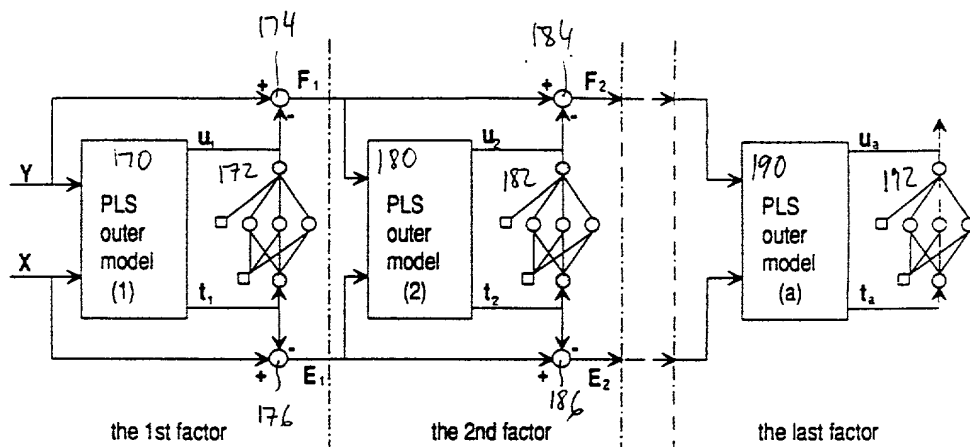 174
184
+
F₁
+
F₂
-
-
u₁
u₂
uₐ
170
172
180
182
190
192
Y
PLS
outer
model
(1)
PLS
outer
model
(2)
PLS
outer
model
(a)
X
t₁
t₂
tₐ
-
-
+
E₁
+
E₂
176
186
the 1st factor
the 2nd factor
the last factor